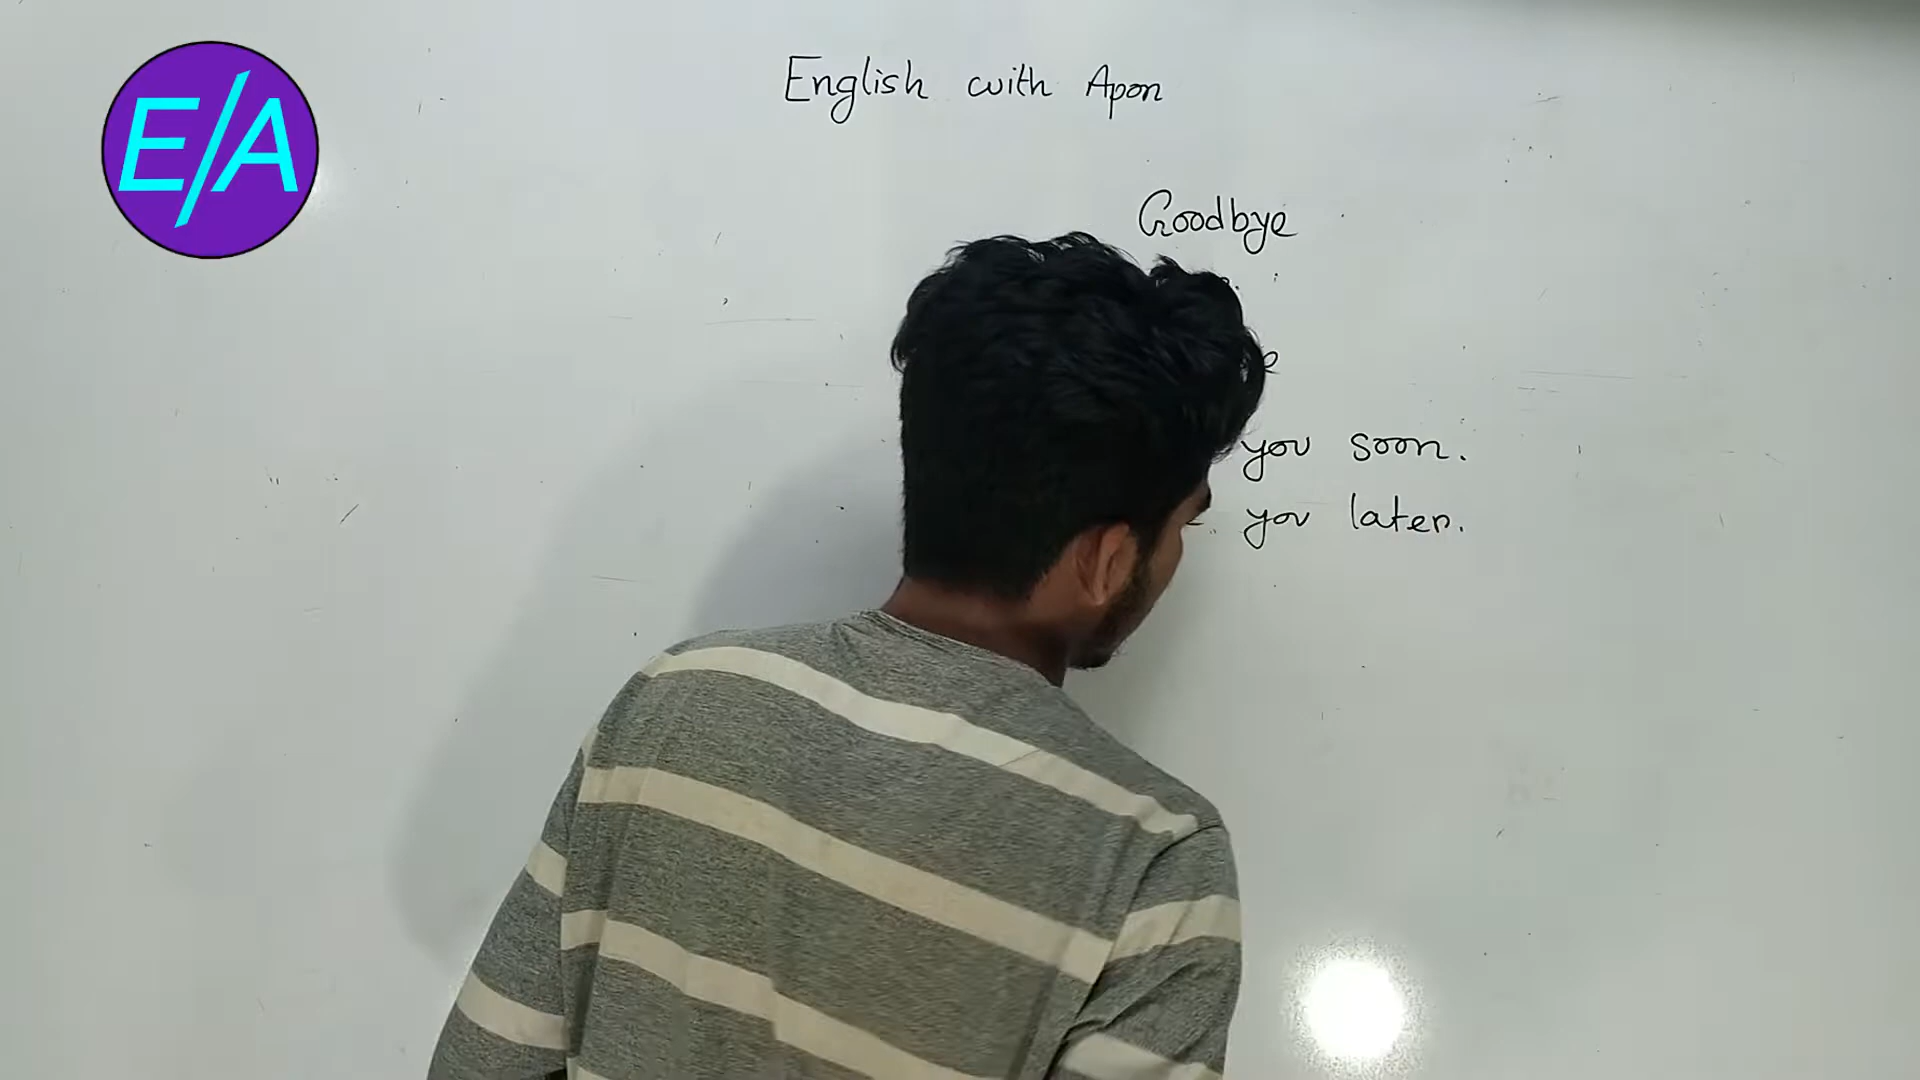 E/A
English with Apon
Goodbye
you soon.
you later.